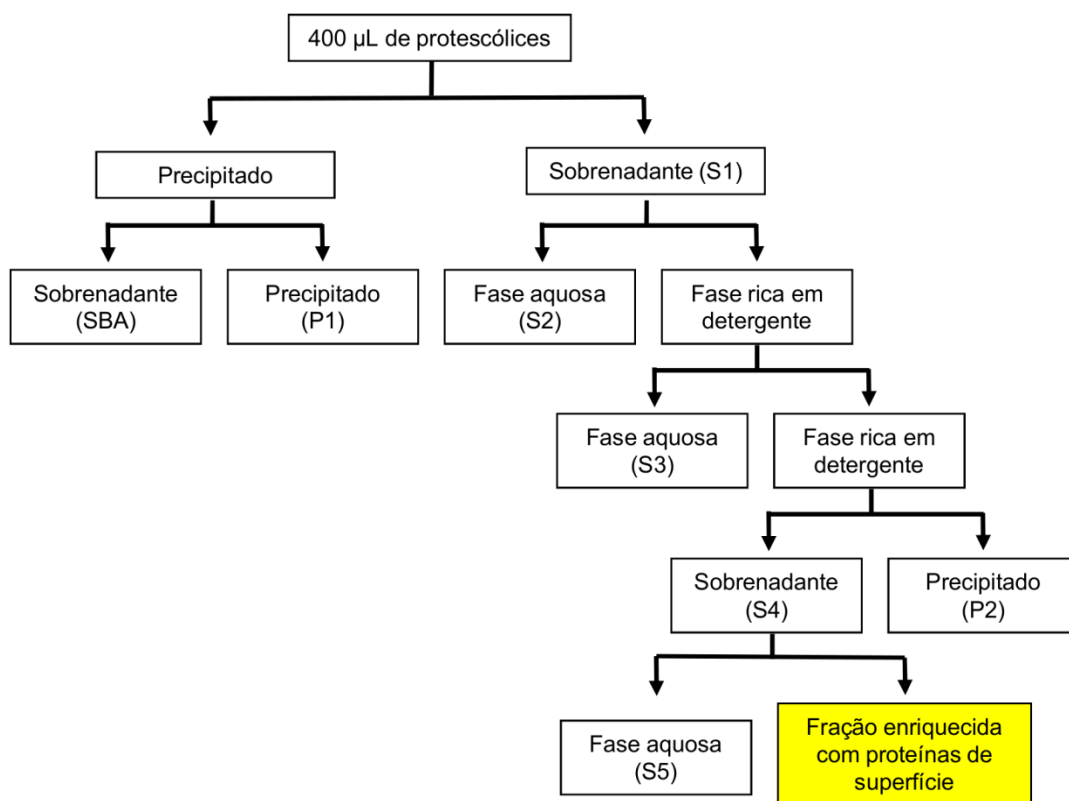 400 µL de protescólices
Precipitado
Sobrenadante (S1)
Sobrenadante
(SBA)
Precipitado
(P1)
Fase aquosa
(S2)
Fase rica em
detergente
Fase aquosa
(S3)
Fase rica em
detergente
Sobrenadante
(S4)
Precipitado
(P2)
Fase aquosa
(S5)
Fração enriquecida
com proteínas de
superfície